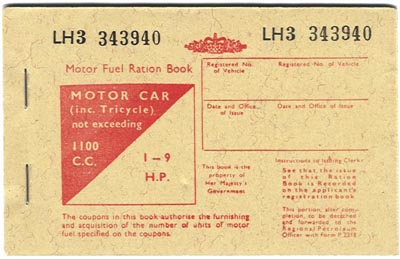 LH3 343940
LH3 343940
Motor Fuel Ration Book
MOTOR CAR
(inc. Tricycle)
not exceeding
1100
C.C.
1–9
H.P.
The coupons in this book authorise the furnishing
and acquisition of the number of units of motor
fuel specified on the coupons.
Registered No.
of Vehicle
Registered No.
of Vehicle
Date and Office
of Issue
Date and Office of
Issue
This book is the
property of
Her Majesty's
Government
Instructions to Issuing Clerk:
See that the issue
of this Ration
Book is Recorded
on the applicant's
registration book
This portion, after com-
pletion, to be detached
and forwarded to the
Regional Petroleum
Officer with Form P.221B